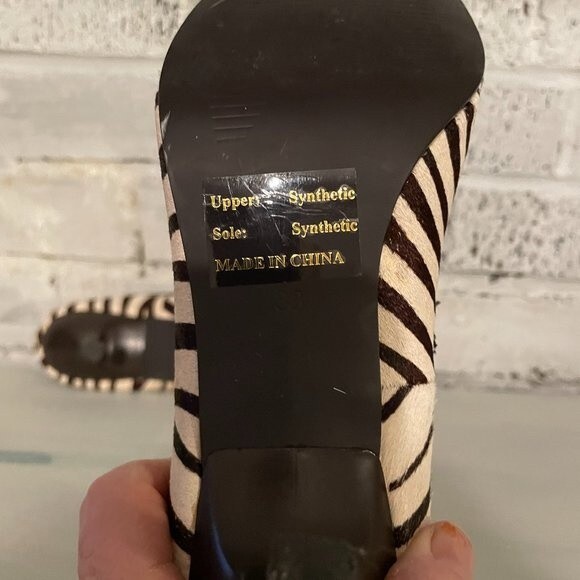 Upper: Synthetic
Sole: Synthetic
MADE IN CHINA